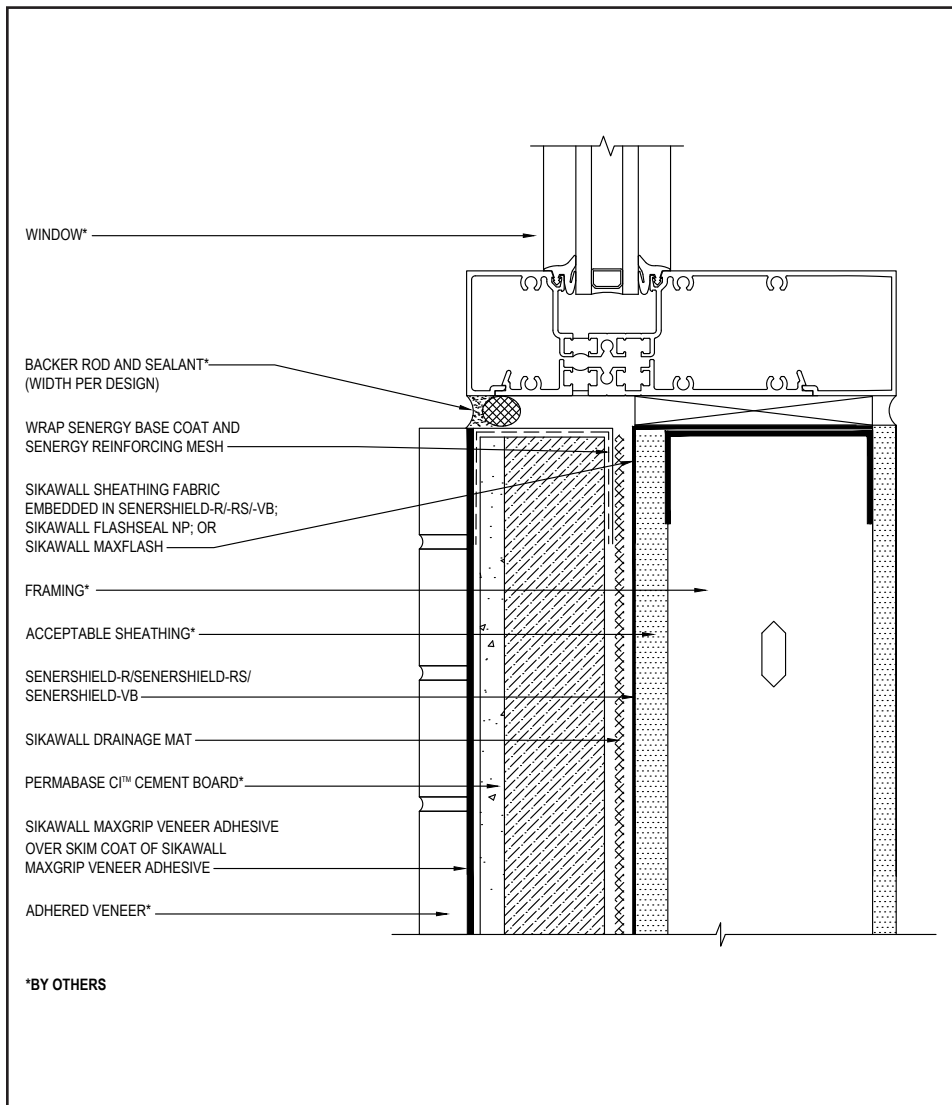 WINDOW*
BACKER ROD AND SEALANT*
(WIDTH PER DESIGN)
WRAP SENERGY BASE COAT AND
SENERGY REINFORCING MESH
SIKAWALL SHEATHING FABRIC
EMBEDDED IN SENERSHIELD-R/-RS/-VB;
SIKAWALL FLASHSEAL NP; OR
SIKAWALL MAXFLASH
FRAMING*
ACCEPTABLE SHEATHING*
SENERSHIELD-R/SENERSHIELD-RS/
SENERSHIELD-VB
SIKAWALL DRAINAGE MAT
PERMABASE CI™ CEMENT BOARD*
SIKAWALL MAXGRIP VENEER ADHESIVE
OVER SKIM COAT OF SIKAWALL
MAXGRIP VENEER ADHESIVE
ADHERED VENEER*
*BY OTHERS